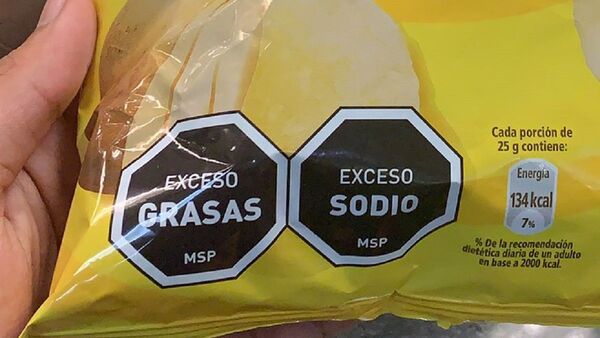 EXCESO
GRASAS
MSP
EXCESO
SODIO
MSP
Cada porción de
25 g contiene:
Energía
134 kcal
7%
% De la recomendación
dietética diaria de un adulto
en base a 2000 kcal.